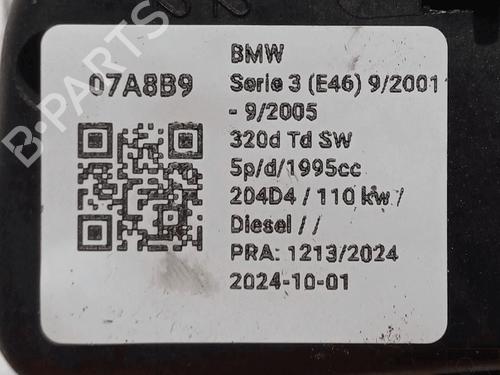 07A8B9
BMW
Serie 3 (E46) 9/2001
- 9/2005
320d Td SW
5p/d/1995cc
204D4 / 110 kw /
Diesel / /
PRA: 1213/2024
2024-10-01
B-Parts